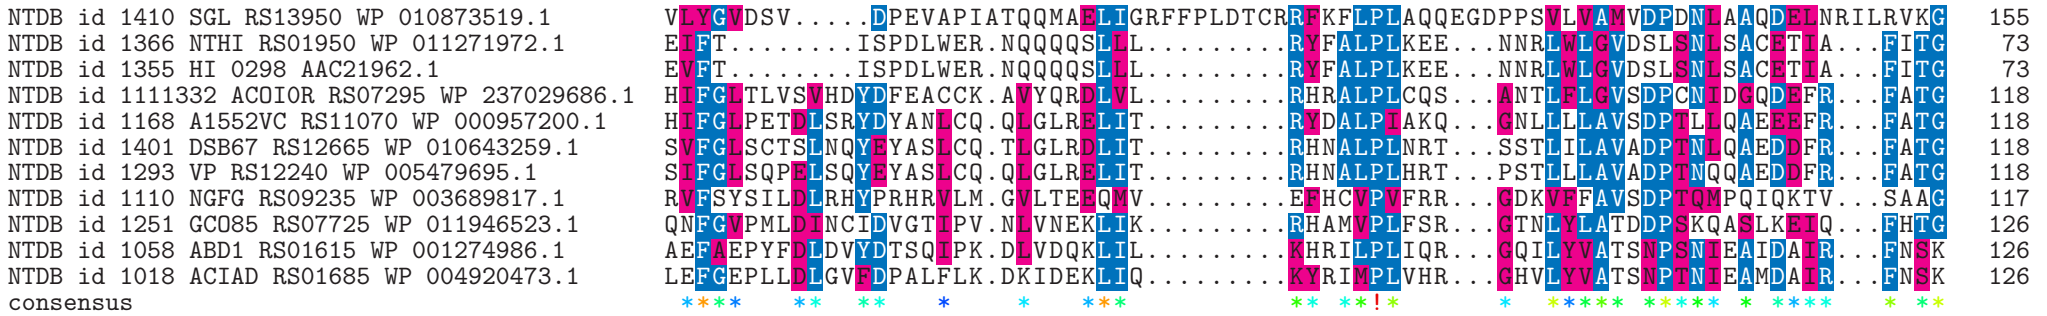 NTDB id 1410 SGL RS13950 WP 010873519.1 VLYGVDSV.....DPEVAPIATQQMAELIGRFFPLDTCRRFKFLPLAQQEGDPPSVLVAMVDPDNLAAQDELNRILRVKG 155
NTDB id 1366 NTHI RS01950 WP 011271972.1 EIFT........ISPDLWER.NQQQQSLLL.........RYFALPLKEE...NNRLWLGVDSLSNLSACETIA...FITG 73
NTDB id 1355 HI 0298 AAC21962.1 EVFT........ISPDLWER.NQQQQSLLL.........RYFALPLKEE...NNRLWLGVDSLSNLSACETIA...FITG 73
NTDB id 1111332 ACOI0R RS07295 WP 237029686.1 HIFGLTLVSVHDYDFEACCK.AVYQRDLVL.........RHRALPLCQS...ANTLFLGVSDPCNIDGQDEFR...FATG 118
NTDB id 1168 A1552VC RS11070 WP 000957200.1 HIFGLPETDLSRYDYANLCQ.QLGLRELIT.........RYDALPIAKQ...GNLLLLAVSDPTLLQAEEEFR...FATG 118
NTDB id 1401 DSB67 RS12665 WP 010643259.1 SVFGLSCTSLNQYEYASLCQ.TLGLRDLIT.........RHNALPLNRT...SSTLILAVADPTNLQAEDDFR...FATG 118
NTDB id 1293 VP RS12240 WP 005479695.1 SIFGLSQPELSQYEYASLCQ.QLGLRELIT.........RHNALPLHRT...PSTLLLAVADPTNQQAEDDFR...FATG 118
NTDB id 1110 NGFG RS09235 WP 003689817.1 RVFSYSILDLRHYPRHRVLM.GVLTEEQMV.........EFHCVPVFRR...GDKVFFAVSDPTQMPQIQKTV...SAAG 117
NTDB id 1251 GCO85 RS07725 WP 011946523.1 QNFGVPMLDINCIDVGTIPV.NLVNEKLIK.........RHAMVPLFSR...GTNLYLATDDPSKQASLKEIQ...FHTG 126
NTDB id 1058 ABD1 RS01615 WP 001274986.1 AEFAEPYFDLDVYDTSQIPK.DLVDQKLIL.........KHRILPLIQR...GQILYVATSNPSNIEAIDAIR...FNSK 126
NTDB id 1018 ACIAD RS01685 WP 004920473.1 LEFGEPLLDLGVFDPALFLK.DKIDEKLIQ.........KYRIMPLVHR...GHVLYVATSNPTNIEAMDAIR...FNSK 126
consensus **** ** ** * * *** ** **!* * ***** ***** * **** * **